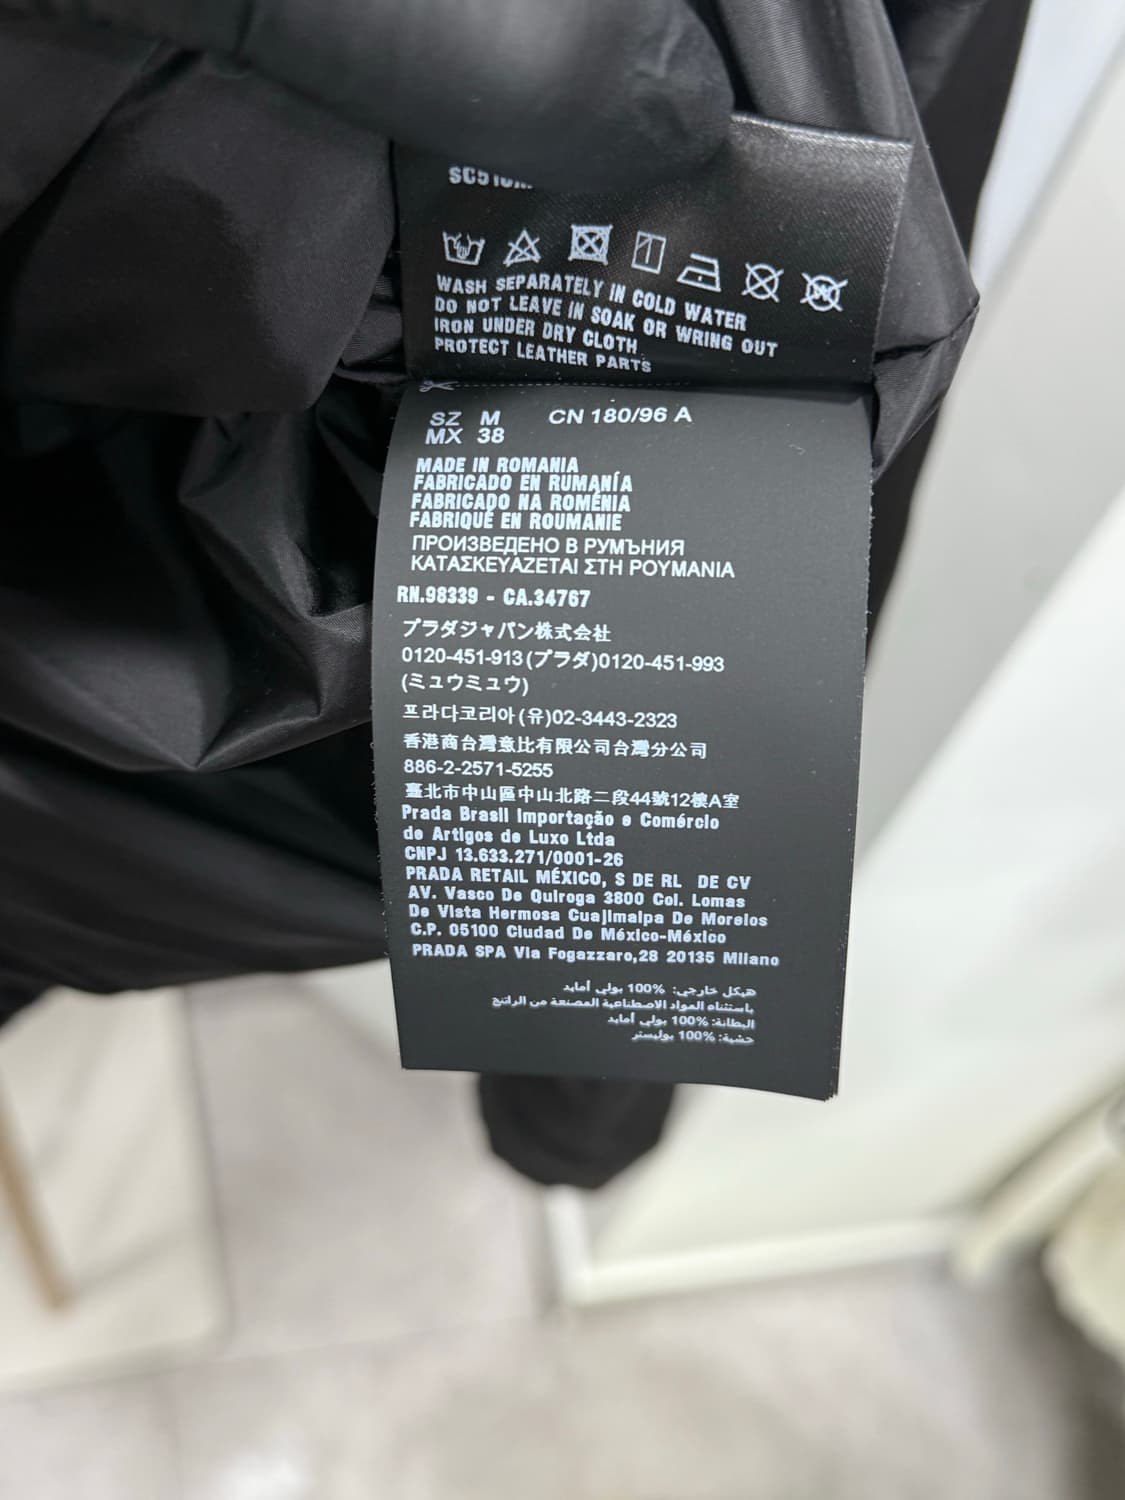 WASH SEPARATELY IN COLD WATER
DO NOT LEAVE IN SOAK OR WRING OUT
IRON UNDER DRY CLOTH
PROTECT LEATHER PARTS
SZ M CN 180/96 A
MX 38
MADE IN ROMANIA
FABRICADO EN RUMANÍA
FABRICADO NA ROMÉNIA
FABRIQUÉ EN ROUMANIE
ПРОИЗВЕДЕНО В РУМЪНИЯ
ΚΑΤΑΣΚΕΥΑΖΕΤΑΙ ΣΤΗ ΡΟΥΜΑΝΙΑ
RN.98339 - CA.34767
プラダジャパン株式会社
0120-451-913(プラダ)0120-451-993
(ミュウミュウ)
프라다코리아(유)02-3443-2323
香港商台灣意比有限公司台灣分公司
886-2-2571-5255
臺北市中山區中山北路二段44號12樓A室
Prada Brasil Importação e Comércio
de Artigos de Luxo Ltda
CNPJ 13.633.271/0001-26
PRADA RETAIL MÉXICO, S DE RL DE CV
AV. Vasco De Quiroga 3800 Col. Lomas
De Vista Hermosa Cuajimalpa De Morelos
C.P. 05100 Ciudad De México-México
PRADA SPA Via Fogazzaro,28 20135 Milano
هيكل خارجي: 100% بولي أمايد
باستثناء المواد الاصطناعية المصنعة من الراتنج
البطانة: 100% بولي أمايد
حشية: 100% بوليستر